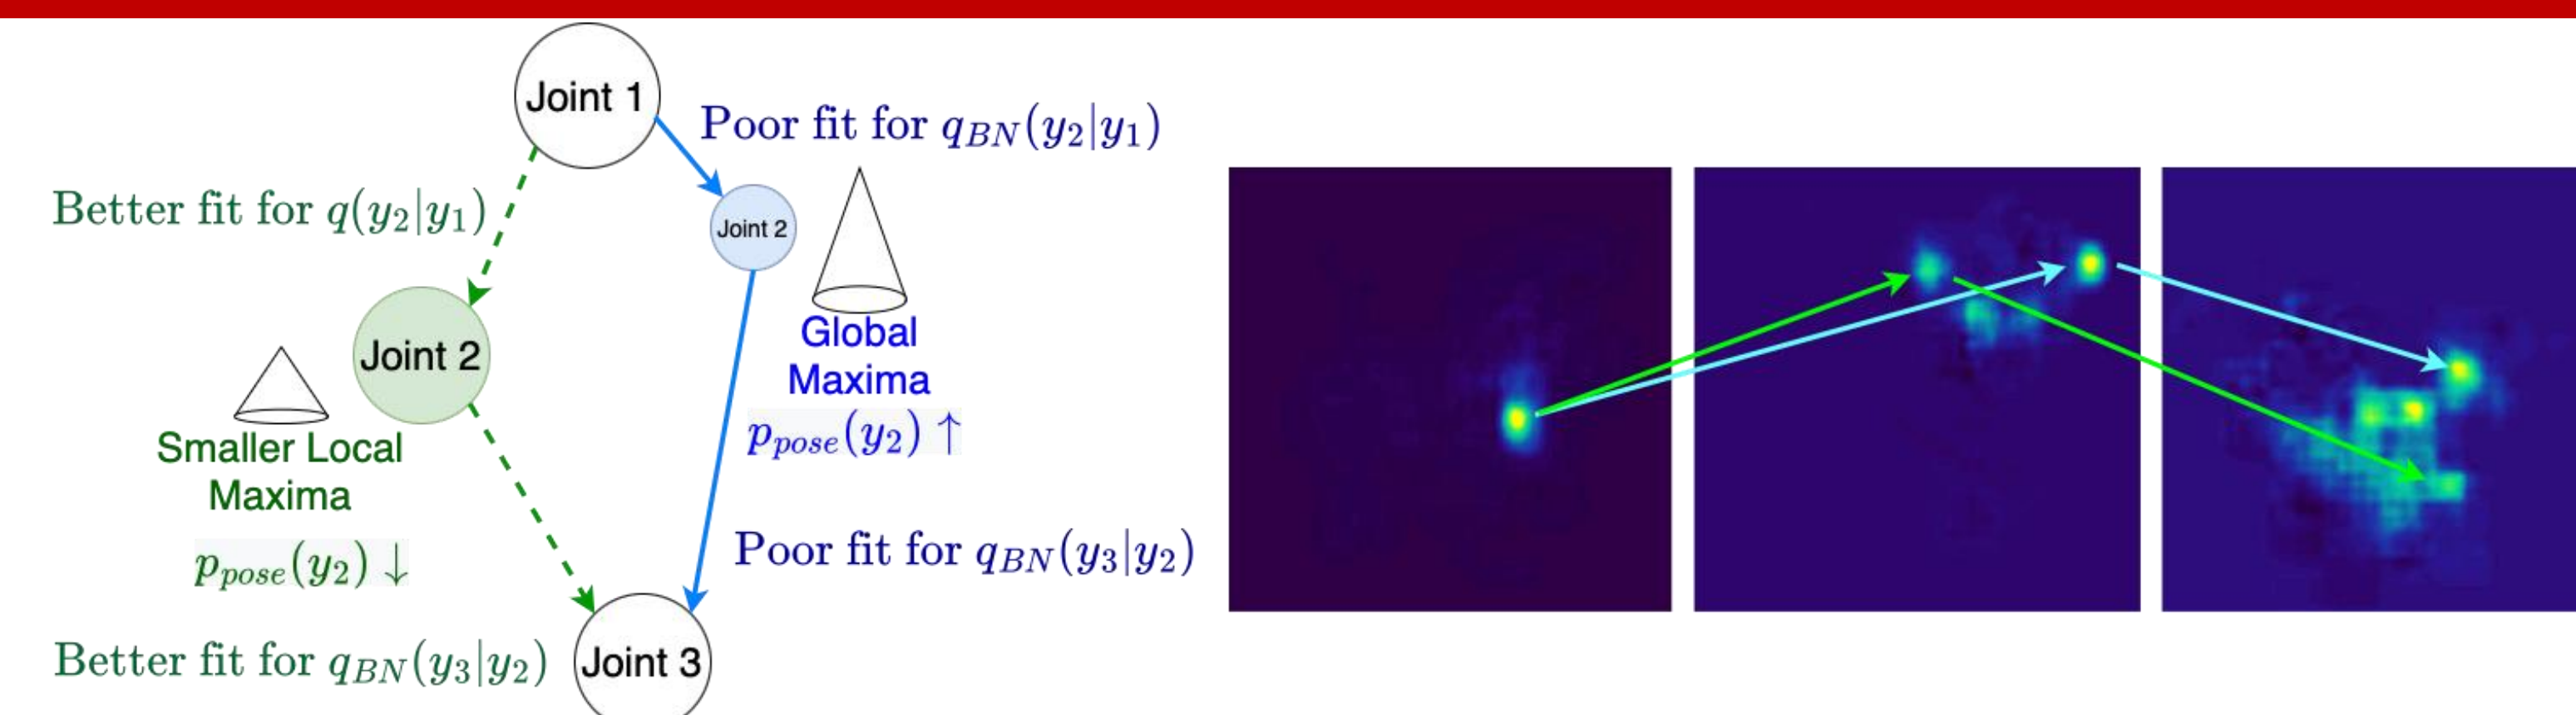 Joint 1
Poor fit for $q_{BN}(y_2|y_1)$
Better fit for $q(y_2|y_1)$
Joint 2
Joint 2
Global
Maxima
$p_{pose}(y_2) \uparrow$
Smaller Local
Maxima
$p_{pose}(y_2) \downarrow$
Poor fit for $q_{BN}(y_3|y_2)$
Better fit for $q_{BN}(y_3|y_2)$
Joint 3